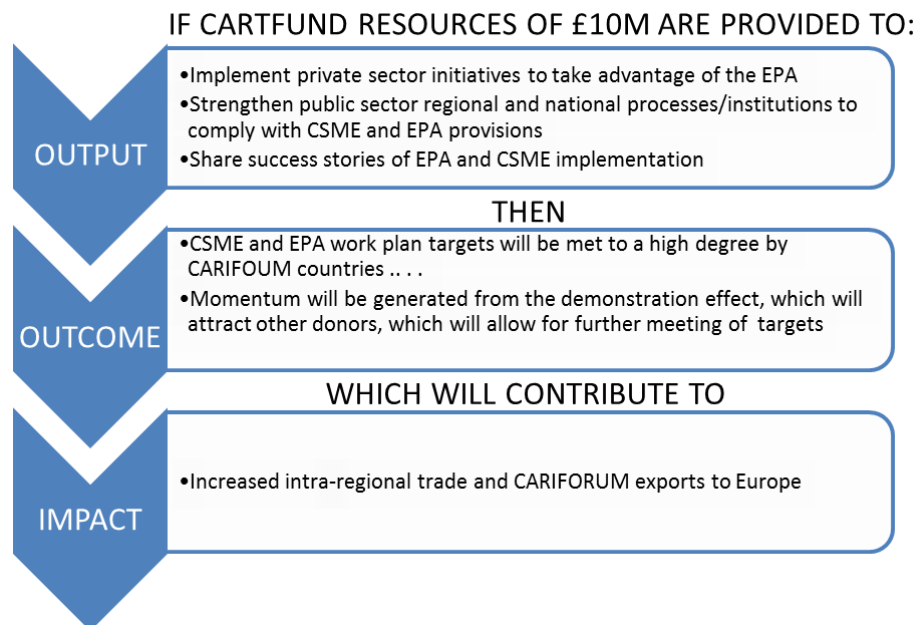 IF CARTFUND RESOURCES OF £10M ARE PROVIDED TO:
OUTPUT
•Implement private sector initiatives to take advantage of the EPA
•Strengthen public sector regional and national processes/institutions to
comply with CSME and EPA provisions
•Share success stories of EPA and CSME implementation
THEN
OUTCOME
•CSME and EPA work plan targets will be met to a high degree by
CARIFOUM countries .. . .
•Momentum will be generated from the demonstration effect, which will
attract other donors, which will allow for further meeting of targets
WHICH WILL CONTRIBUTE TO
IMPACT
•Increased intra-regional trade and CARIFORUM exports to Europe